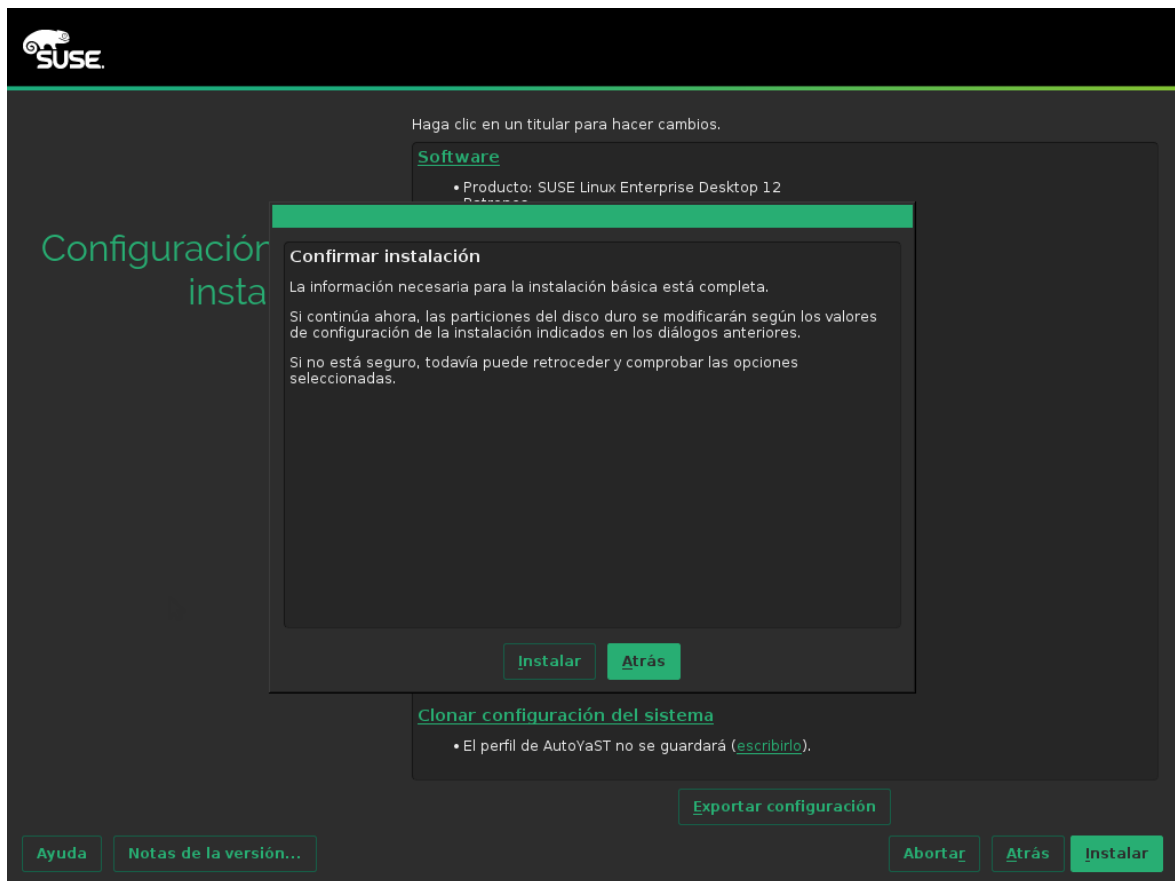 SUSE.
Haga clic en un titular para hacer cambios.
Software
• Producto: SUSE Linux Enterprise Desktop 12
Configuración
insta
Confirmar instalación
La información necesaria para la instalación básica está completa.
Si continúa ahora, las particiones del disco duro se modificarán según los valores
de configuración de la instalación indicados en los diálogos anteriores.
Si no está seguro, todavía puede retroceder y comprobar las opciones
seleccionadas.
Instalar Atrás
Clonar configuración del sistema
• El perfil de AutoYaST no se guardará (escribirlo).
Exportar configuración
Ayuda Notas de la versión... Abortar Atrás Instalar